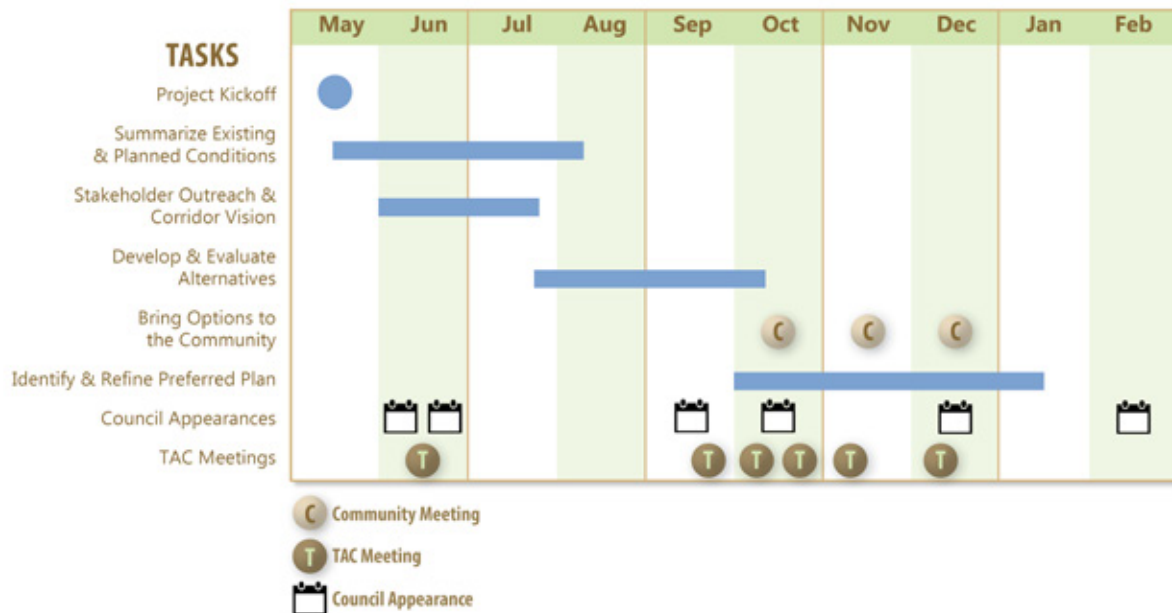 May Jun Jul Aug Sep Oct Nov Dec Jan Feb
TASKS
Project Kickoff
Summarize Existing
& Planned Conditions
Stakeholder Outreach &
Corridor Vision
Develop & Evaluate
Alternatives
Bring Options to
the Community
C C C
Identify & Refine Preferred Plan
Council Appearances
TAC Meetings
T T T T T T
C Community Meeting
T TAC Meeting
Council Appearance